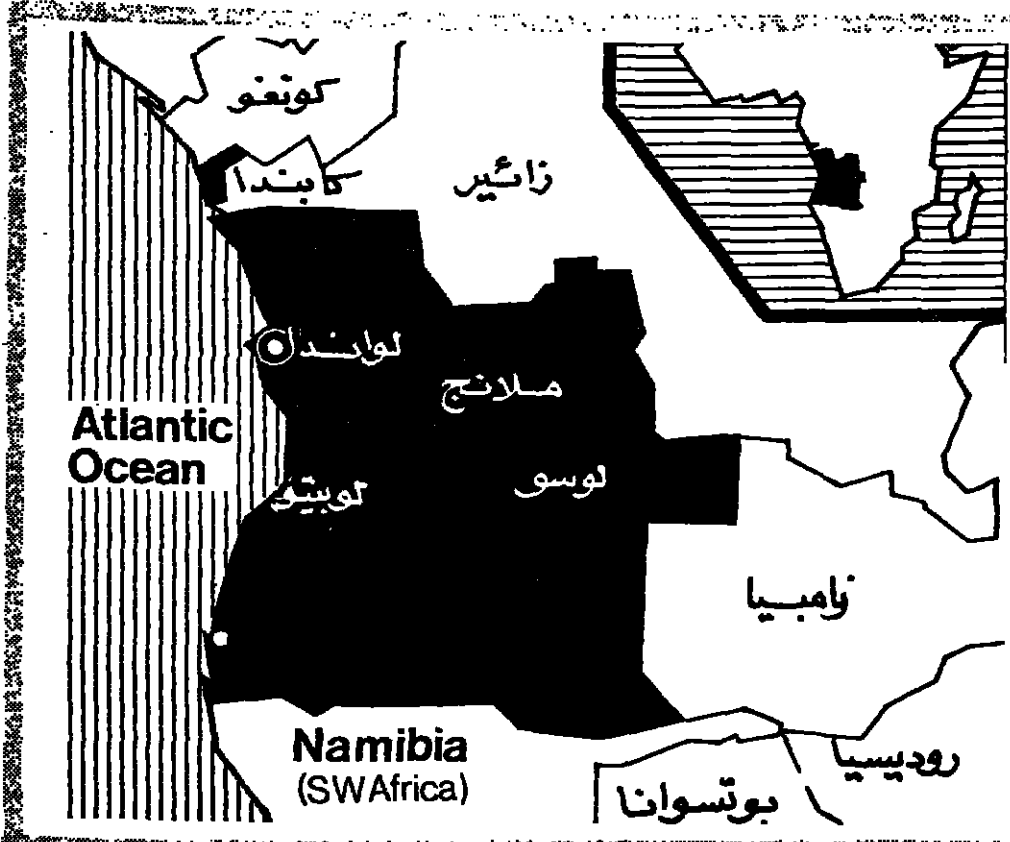 كونغو
كابندا
زائير
لواندا
ملانج
Atlantic
Ocean
لوبيتو
لوسو
زامبيا
Namibia
(SWAfrica)
روديسيا
بوتسوانا